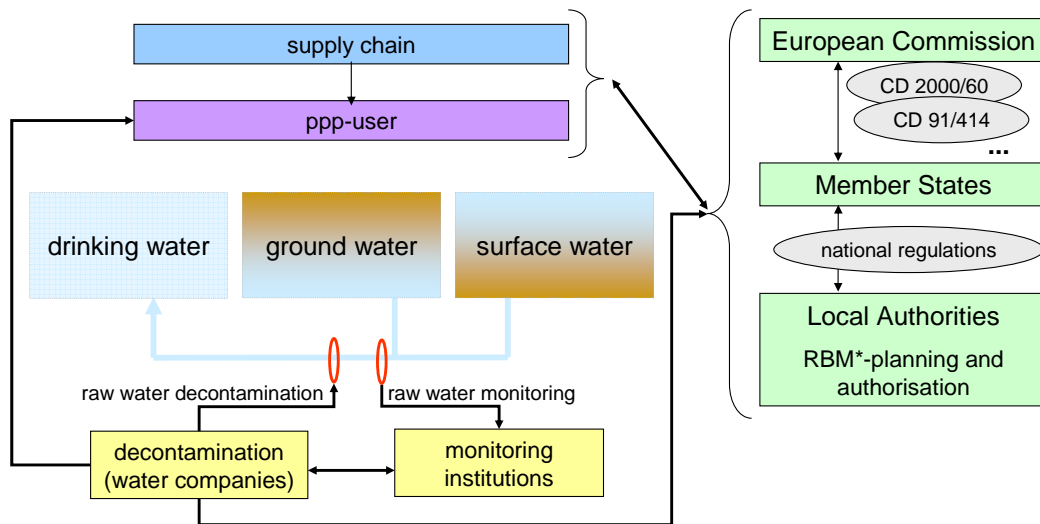 supply chain
ppp-user
drinking water
ground water
surface water
raw water decontamination
raw water monitoring
decontamination
(water companies)
monitoring
institutions
European Commission
CD 2000/60
CD 91/414
...
Member States
national regulations
Local Authorities
RBM*-planning and
authorisation